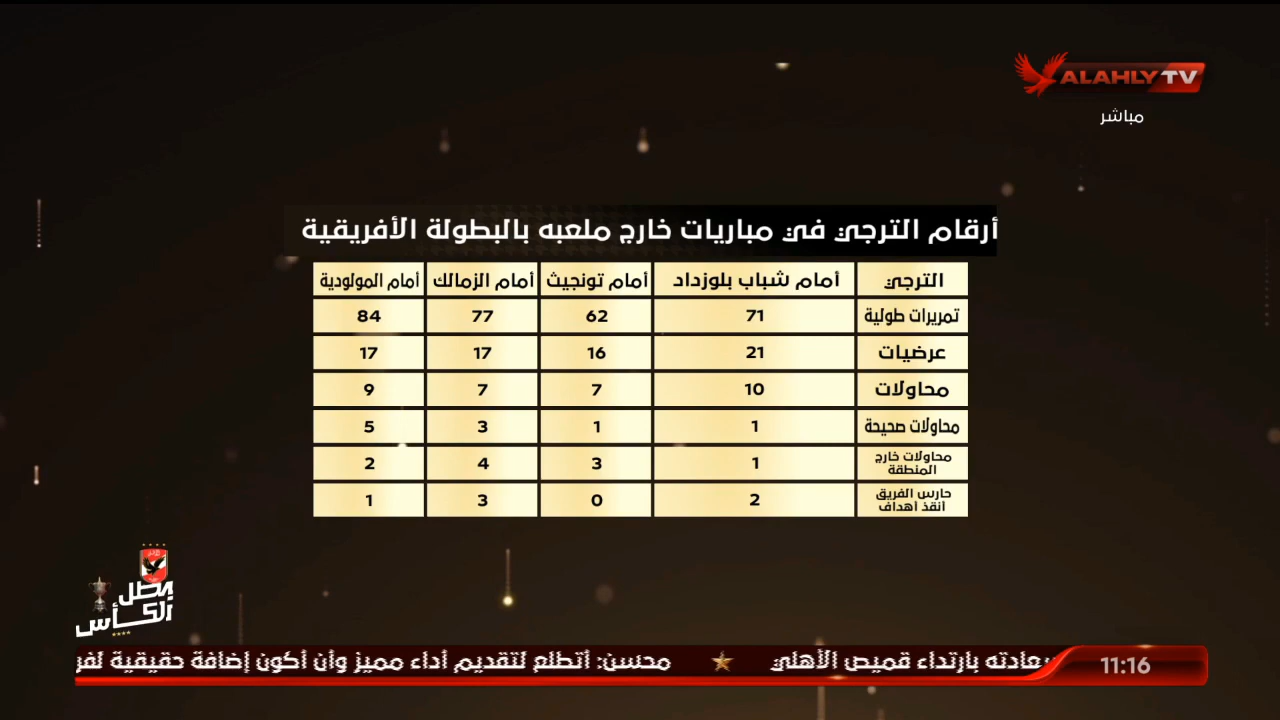 ALAHLY TV
مباشر
أرقام الترجي في مباريات خارج ملعبه بالبطولة الأفريقية
الترجي أمام شباب بلوزداد أمام تونجيث أمام الزمالك أمام المولودية
تمريرات طولية 71 62 77 84
عرضيات 21 16 17 17
محاولات 10 7 7 9
محاولات صحيحة 1 1 3 5
محاولات خارج المنطقة 1 3 4 2
حارس الفريق انقذ اهداف 2 0 3 1
بطل
الكأس
11:16 بسعادته بارتداء قميص الأهلي محسن: أتطلع لتقديم أداء مميز وأن أكون إضافة حقيقية